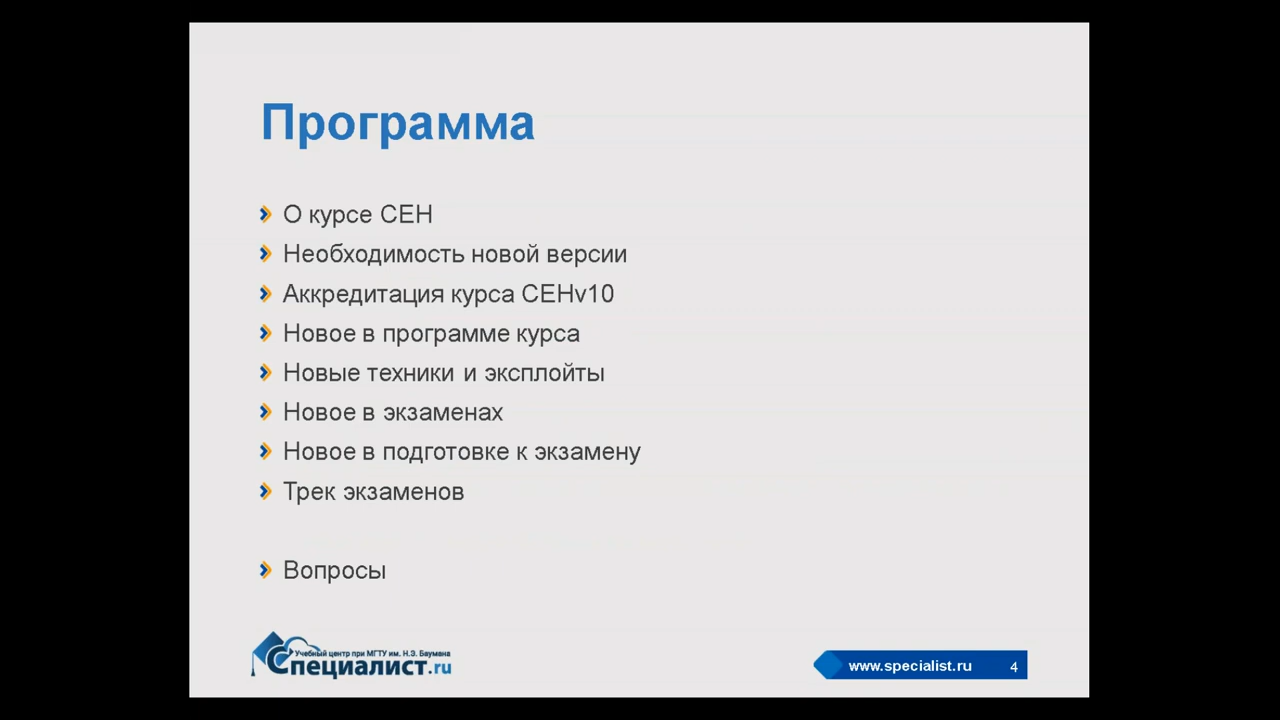 Программа
О курсе CEH
Необходимость новой версии
Аккредитация курса CEHv10
Новое в программе курса
Новые техники и эксплойты
Новое в экзаменах
Новое в подготовке к экзамену
Трек экзаменов
Вопросы
Учебный центр при МГТУ им. Н.Э. Баумана
Специалист.ru
www.specialist.ru 4